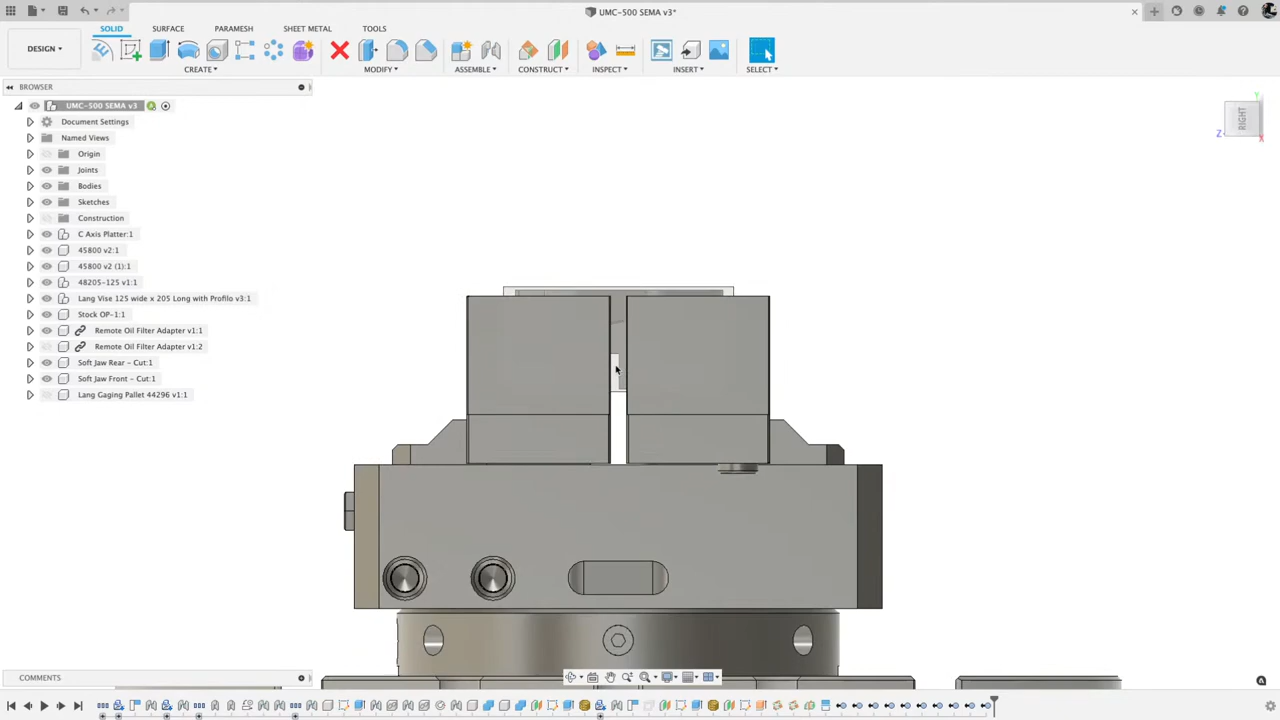 UMC-500 SEMA v3*
SOLID SURFACE PARAMESH SHEET METAL TOOLS
DESIGN
CREATE MODIFY ASSEMBLE CONSTRUCT INSPECT INSERT SELECT
BROWSER
UMC-500 SEMA v3
Document Settings
Named Views
Origin
Joints
Bodies
Sketches
Construction
C Axis Platter:1
45800 v2:1
45800 v2 (1):1
48205-125 v1:1
Lang Vise 125 wide x 205 Long with Profilo v3:1
Stock OP-1:1
Remote Oil Filter Adapter v1:1
Remote Oil Filter Adapter v1:2
Soft Jaw Rear - Cut:1
Soft Jaw Front - Cut:1
Lang Gaging Pallet 44296 v1:1
Y
RIGHT
Z
X
COMMENTS